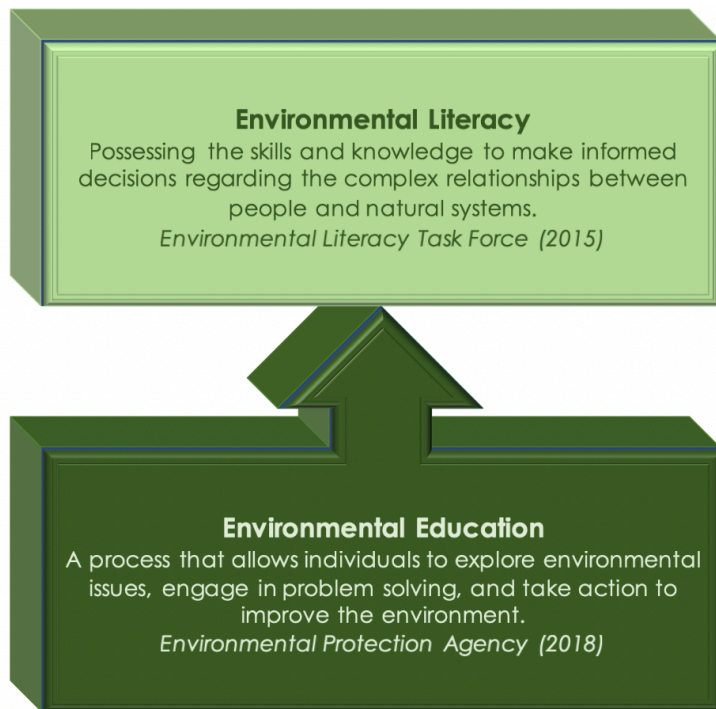 Environmental Literacy
Possessing the skills and knowledge to make informed
decisions regarding the complex relationships between
people and natural systems.
Environmental Literacy Task Force (2015)
Environmental Education
A process that allows individuals to explore environmental
issues, engage in problem solving, and take action to
improve the environment.
Environmental Protection Agency (2018)